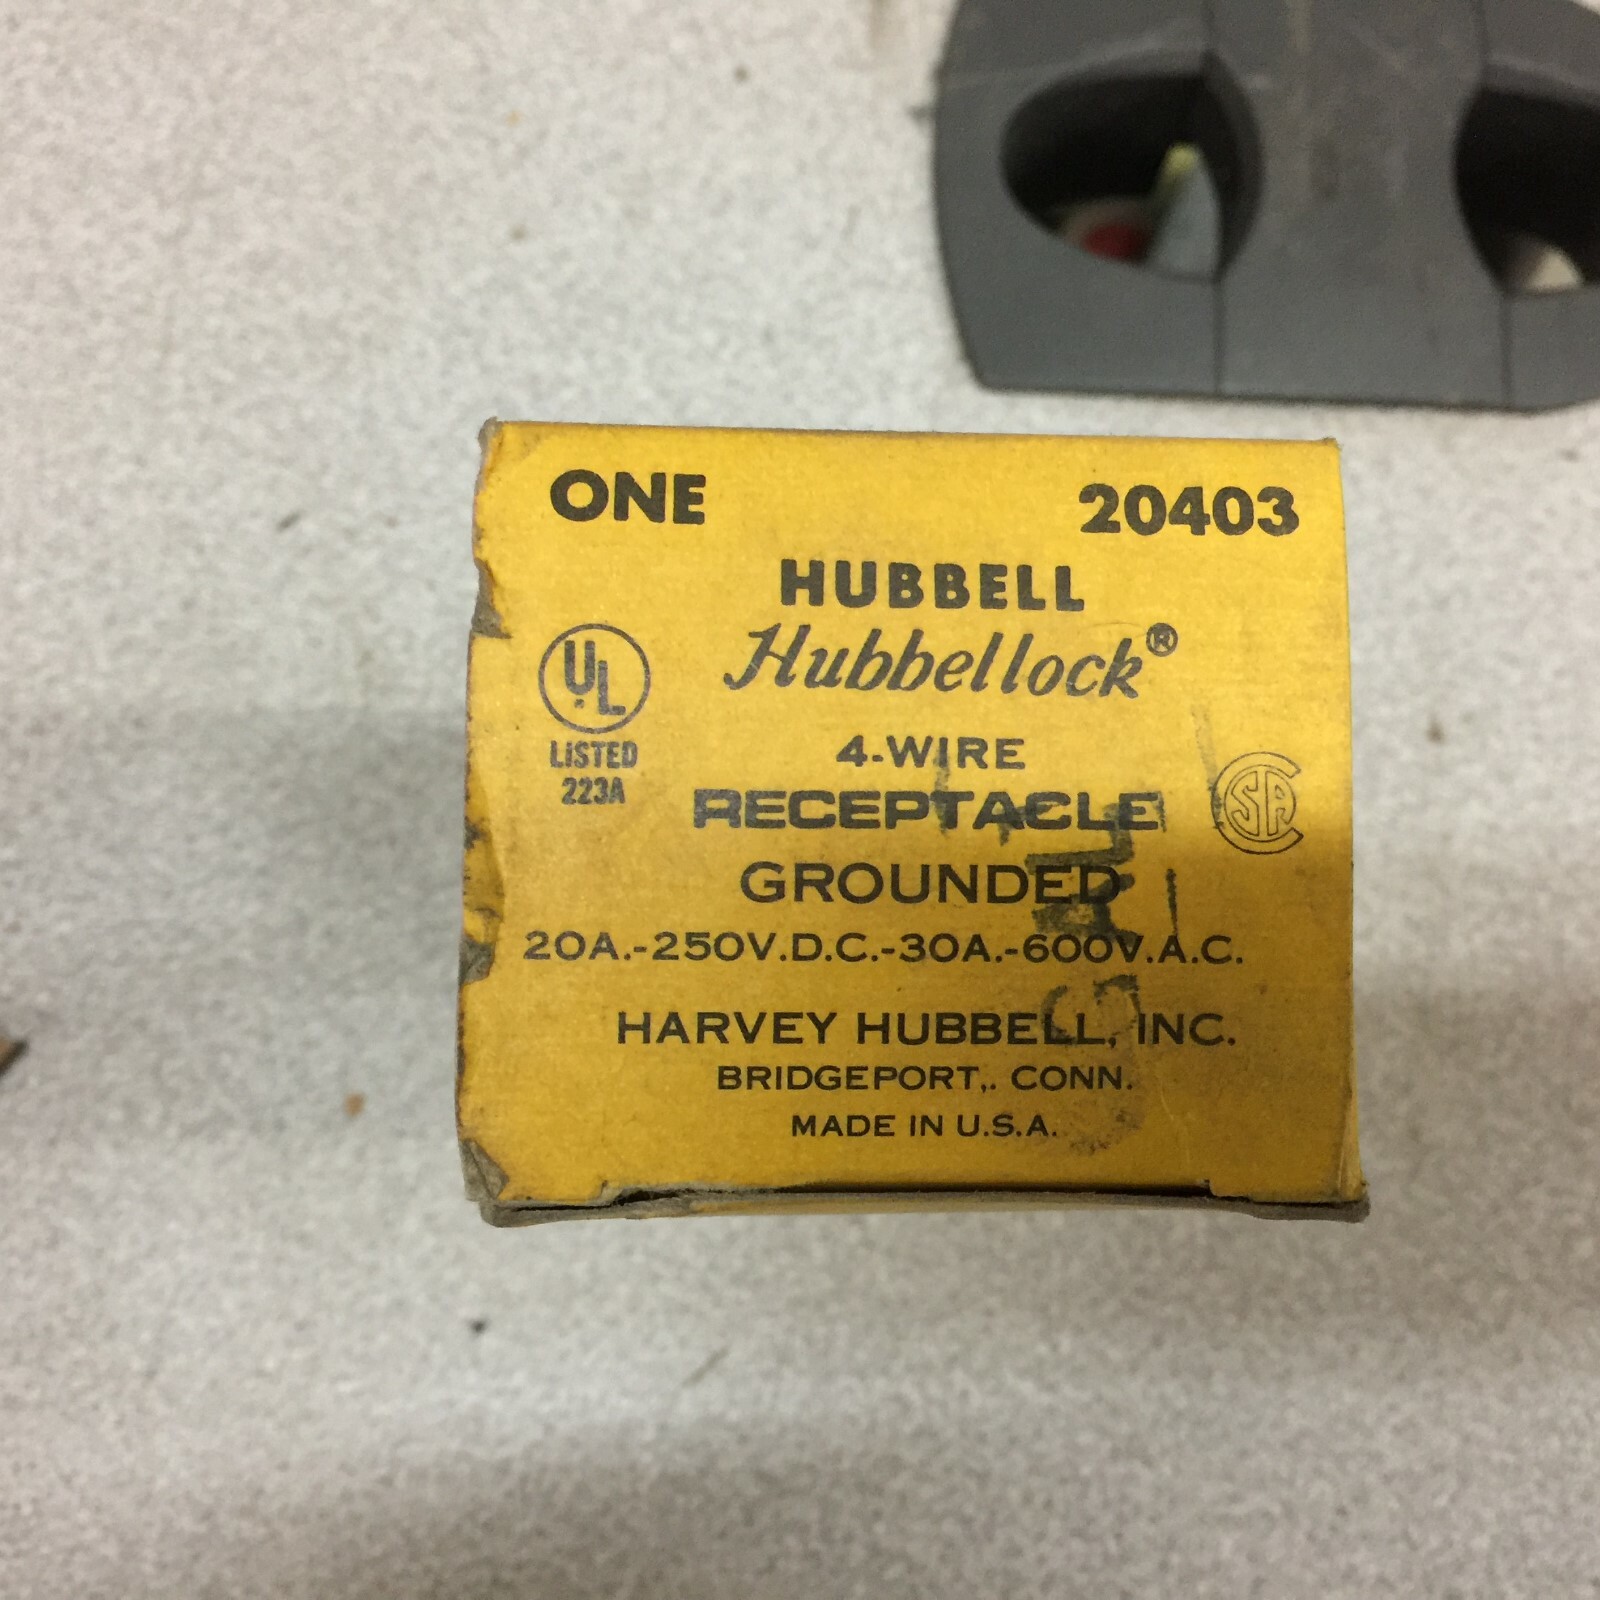 ONE 20403
HUBBELL
Hubbellock®
UL
LISTED
223A
4-WIRE
RECEPTACLE
CSA
GROUNDED
20A.-250V.D.C.-30A.-600V.A.C.
HARVEY HUBBELL, INC.
BRIDGEPORT,. CONN.
MADE IN U.S.A.